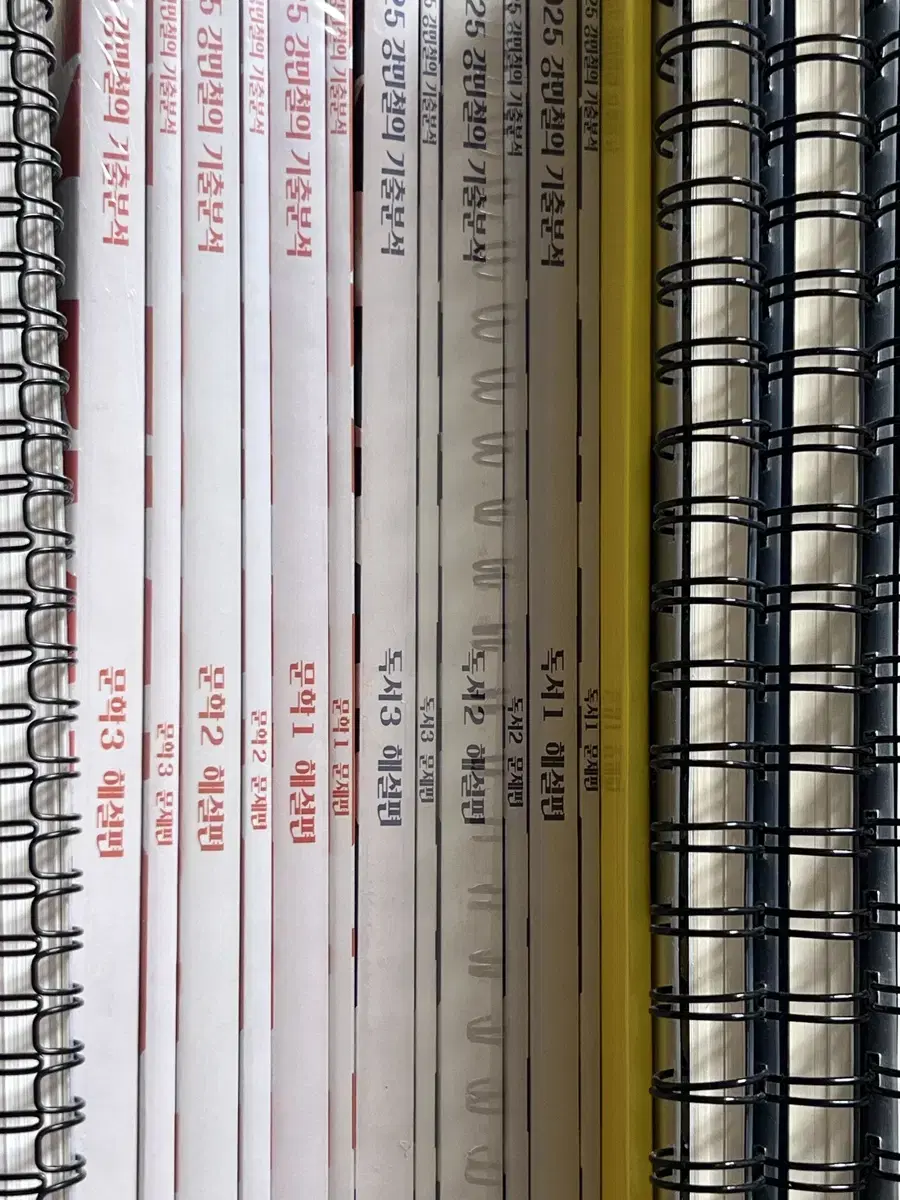 강민철의 기출분석 문학3 해설편
강민철의 기출분석 문학3 문제편
5 강민철의 기출분석 문학2 해설편
강민철의 기출분석 문학2 문제편
25 강민철의 기출분석 문학1 해설편
기출분석 문학1 문제편
025 강민철의 기출분석 독서3 해설편
5 강민철의 기출분석 독서3 문제편
025 강민철의 기출분석 독서2 해설편
25 강민철의 기출분석 독서2 문제편
025 강민철의 기출분석 독서1 해설편
25 강민철의 기출분석 독서1 문제편